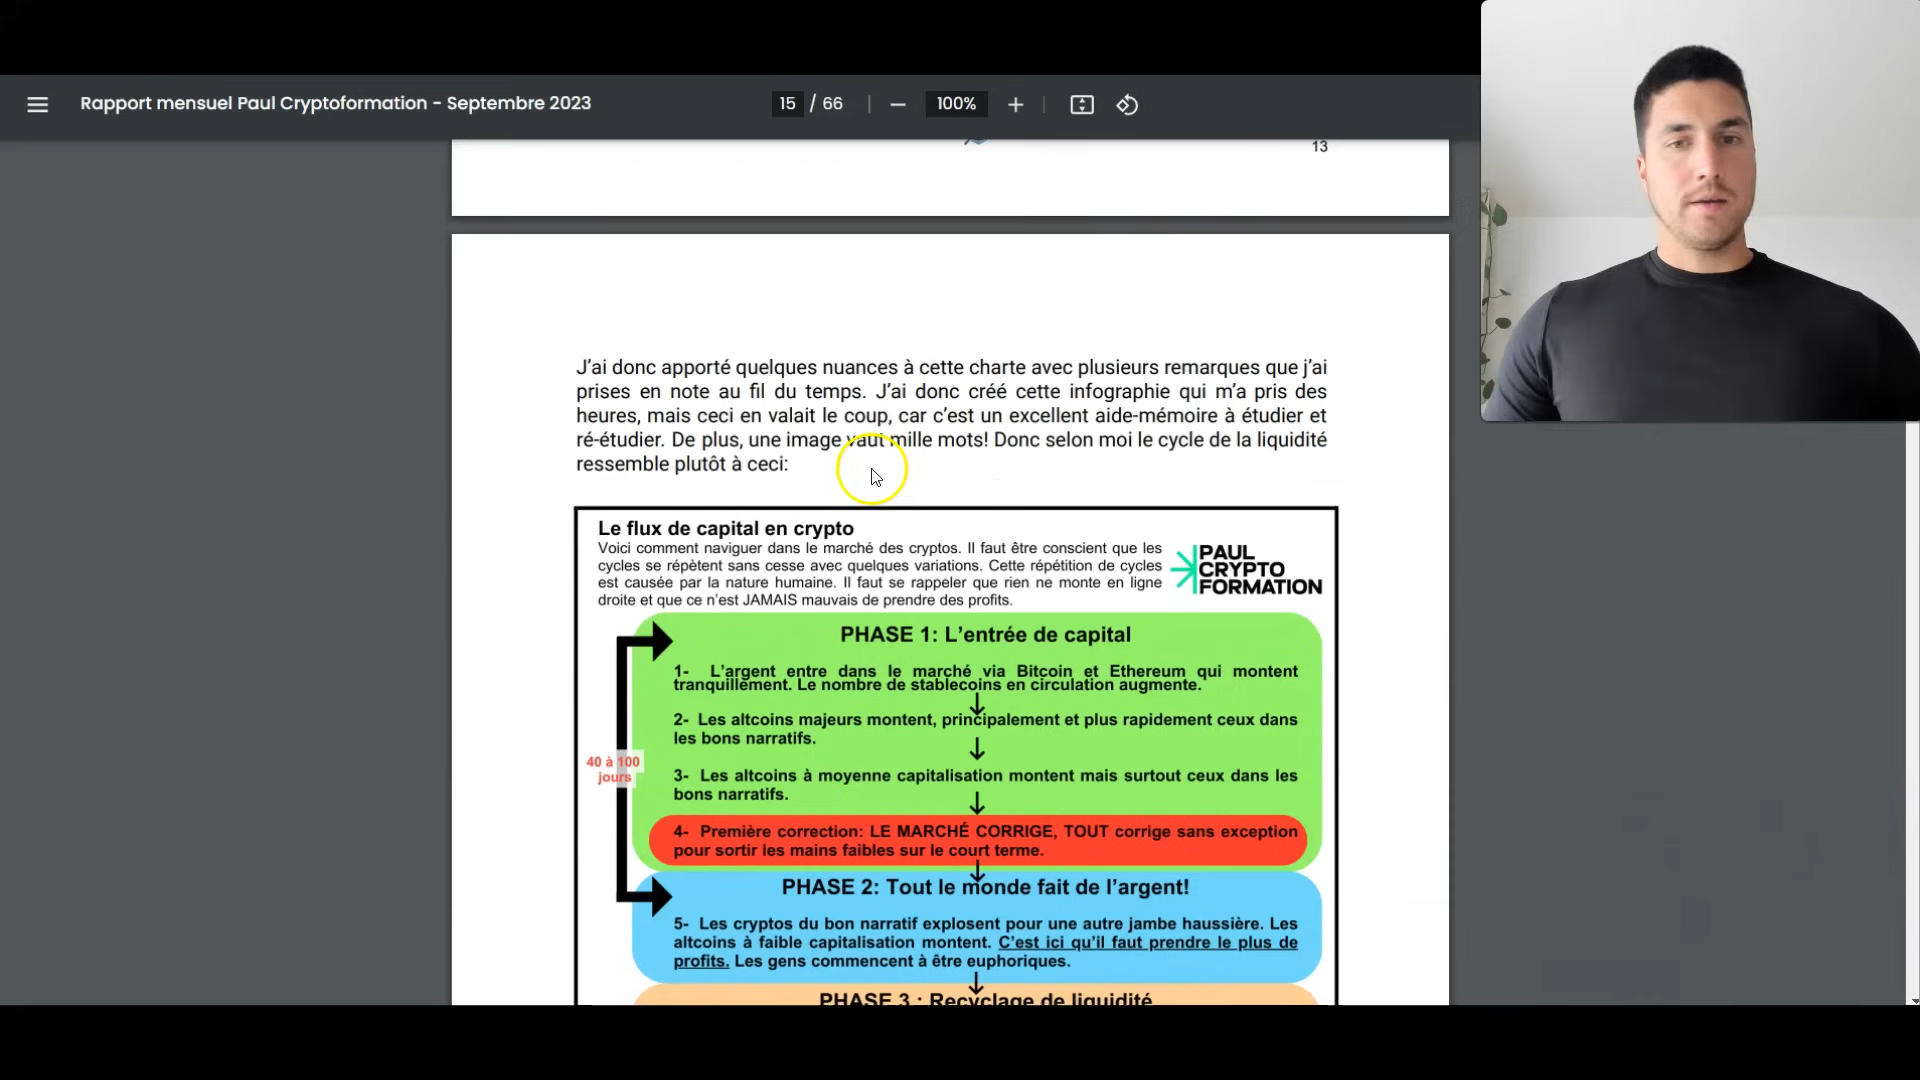 Rapport mensuel Paul Cryptoformation - Septembre 2023
15 / 66
100%
13
J'ai donc apporté quelques nuances à cette charte avec plusieurs remarques que j'ai
prises en note au fil du temps. J'ai donc créé cette infographie qui m'a pris des
heures, mais ceci en valait le coup, car c'est un excellent aide-mémoire à étudier et
ré-étudier. De plus, une image vaut mille mots! Donc selon moi le cycle de la liquidité
ressemble plutôt à ceci:
Le flux de capital en crypto
Voici comment naviguer dans le marché des cryptos. Il faut être conscient que les
cycles se répètent sans cesse avec quelques variations. Cette répétition de cycles
est causée par la nature humaine. Il faut se rappeler que rien ne monte en ligne
droite et que ce n'est JAMAIS mauvais de prendre des profits.
PAUL
CRYPTO
FORMATION
PHASE 1: L'entrée de capital
1- L'argent entre dans le marché via Bitcoin et Ethereum qui montent
tranquillement. Le nombre de stablecoins en circulation augmente.
2- Les altcoins majeurs montent, principalement et plus rapidement ceux dans
les bons narratifs.
40 à 100
jours
3- Les altcoins à moyenne capitalisation montent mais surtout ceux dans les
bons narratifs.
4- Première correction: LE MARCHÉ CORRIGE, TOUT corrige sans exception
pour sortir les mains faibles sur le court terme.
PHASE 2: Tout le monde fait de l'argent!
5- Les cryptos du bon narratif explosent pour une autre jambe haussière. Les
altcoins à faible capitalisation montent. C'est ici qu'il faut prendre le plus de
profits. Les gens commencent à être euphoriques.
PHASE 3 : Recyclage de liquidité